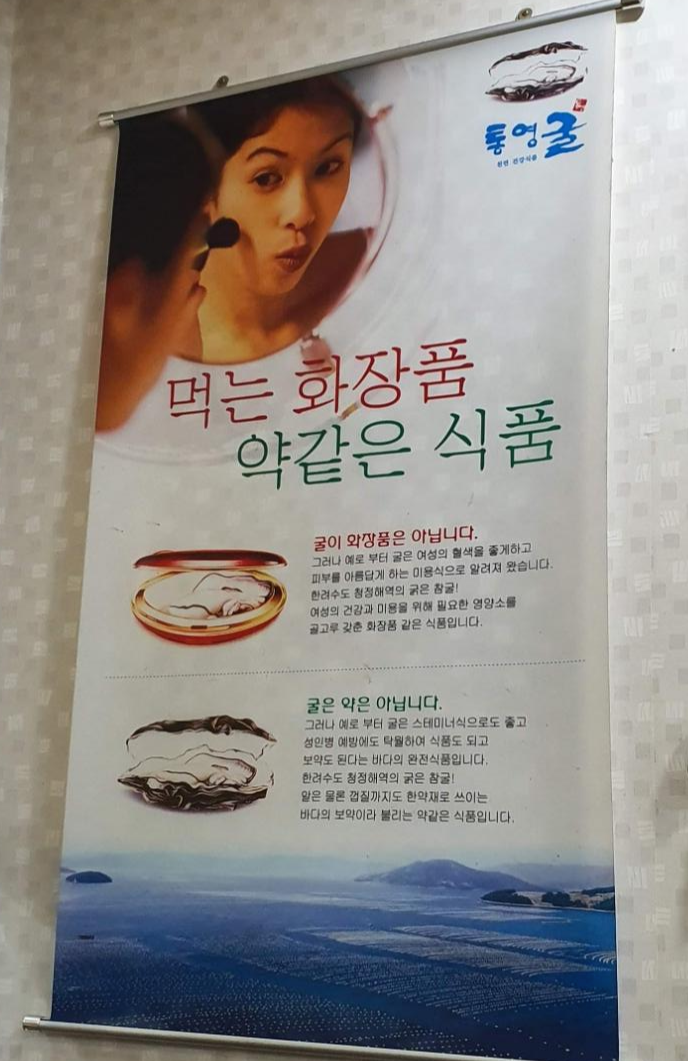 통영굴
천연 건강식품
먹는 화장품
약같은 식품
굴이 화장품은 아닙니다.
그러나 예로 부터 굴은 여성의 혈색을 좋게하고
피부를 아름답게 하는 미용식으로 알려져 왔습니다.
한려수도 청정해역의 굵은 참굴!
여성의 건강과 미용을 위해 필요한 영양소를
골고루 갖춘 화장품 같은 식품입니다.
굴은 약은 아닙니다.
그러나 예로 부터 굴은 스테미너식으로도 좋고
성인병 예방에도 탁월하여 식품도 되고
보약도 된다는 바다의 완전식품입니다.
한려수도 청정해역의 굵은 참굴!
알은 물론 껍질까지도 한약재로 쓰이는
바다의 보약이라 불리는 약같은 식품입니다.